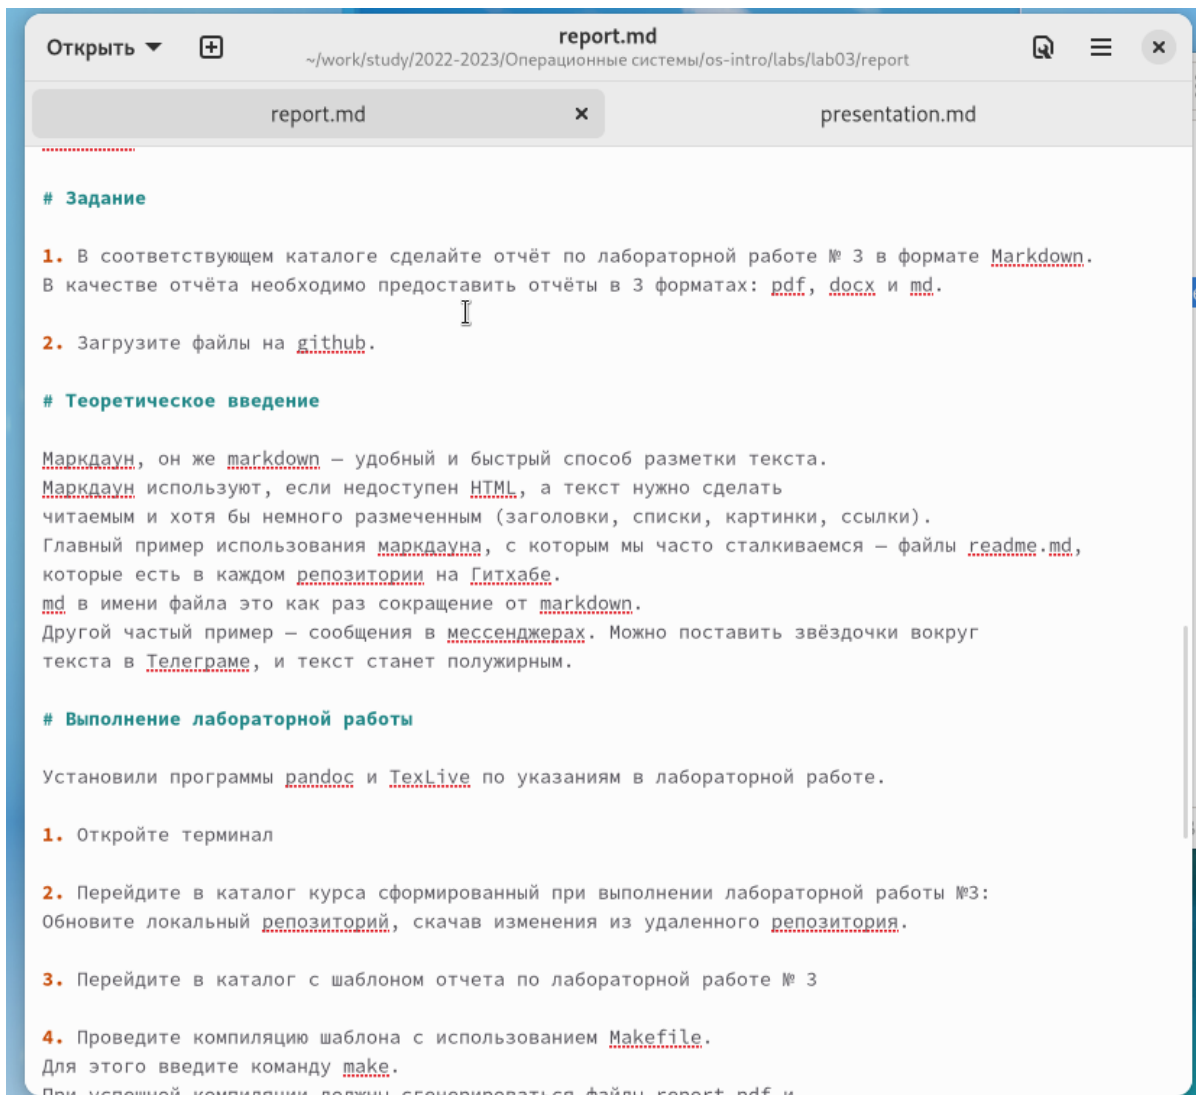 Открыть
report.md
~/work/study/2022-2023/Операционные системы/os-intro/labs/lab03/report
report.md
presentation.md
# Задание
1. В соответствующем каталоге сделайте отчёт по лабораторной работе № 3 в формате Markdown.
В качестве отчёта необходимо предоставить отчёты в 3 форматах: pdf, docx и md.
2. Загрузите файлы на github.
# Теоретическое введение
Маркдаун, он же markdown — удобный и быстрый способ разметки текста.
Маркдаун используют, если недоступен HTML, а текст нужно сделать
читаемым и хотя бы немного размеченным (заголовки, списки, картинки, ссылки).
Главный пример использования маркдауна, с которым мы часто сталкиваемся — файлы readme.md,
которые есть в каждом репозитории на Гитхабе.
md в имени файла это как раз сокращение от markdown.
Другой частый пример — сообщения в мессенджерах. Можно поставить звёздочки вокруг
текста в Телеграме, и текст станет полужирным.
# Выполнение лабораторной работы
Установили программы pandoc и TexLive по указаниям в лабораторной работе.
1. Откройте терминал
2. Перейдите в каталог курса сформированный при выполнении лабораторной работы №3:
Обновите локальный репозиторий, скачав изменения из удаленного репозитория.
3. Перейдите в каталог с шаблоном отчета по лабораторной работе № 3
4. Проведите компиляцию шаблона с использованием Makefile.
Для этого введите команду make.
При успешной компиляции должны сгенерироваться файлы report.pdf и